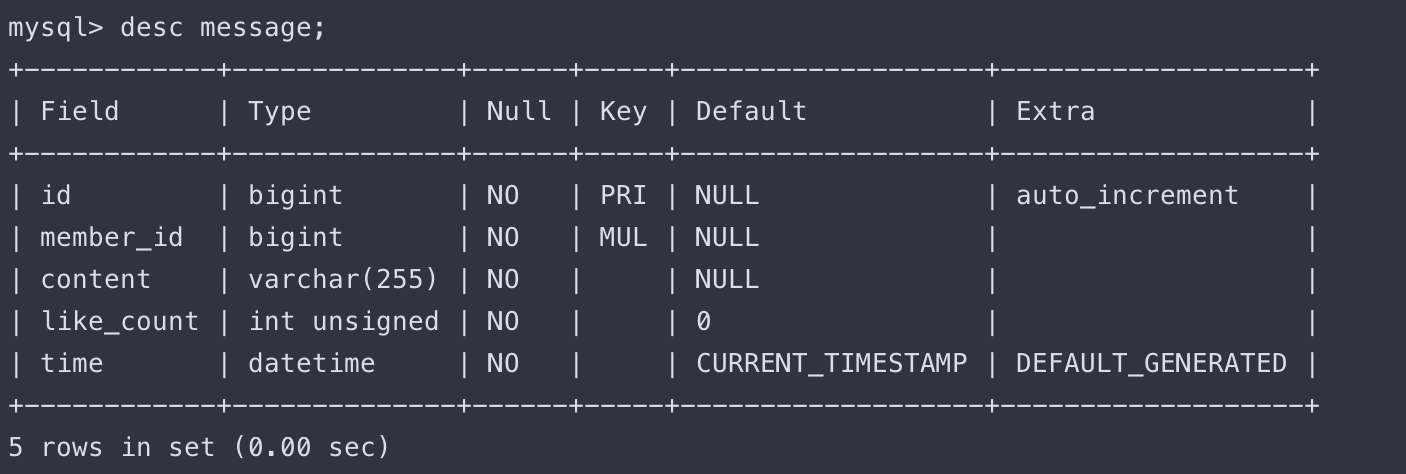 mysql> desc message;
+------------+--------------+------+-----+-------------------+-------------------+
| Field      | Type         | Null | Key | Default           | Extra             |
+------------+--------------+------+-----+-------------------+-------------------+
| id         | bigint       | NO   | PRI | NULL              | auto_increment    |
| member_id  | bigint       | NO   | MUL | NULL              |                   |
| content    | varchar(255) | NO   |     | NULL              |                   |
| like_count | int unsigned | NO   |     | 0                 |                   |
| time       | datetime     | NO   |     | CURRENT_TIMESTAMP | DEFAULT_GENERATED |
+------------+--------------+------+-----+-------------------+-------------------+
5 rows in set (0.00 sec)